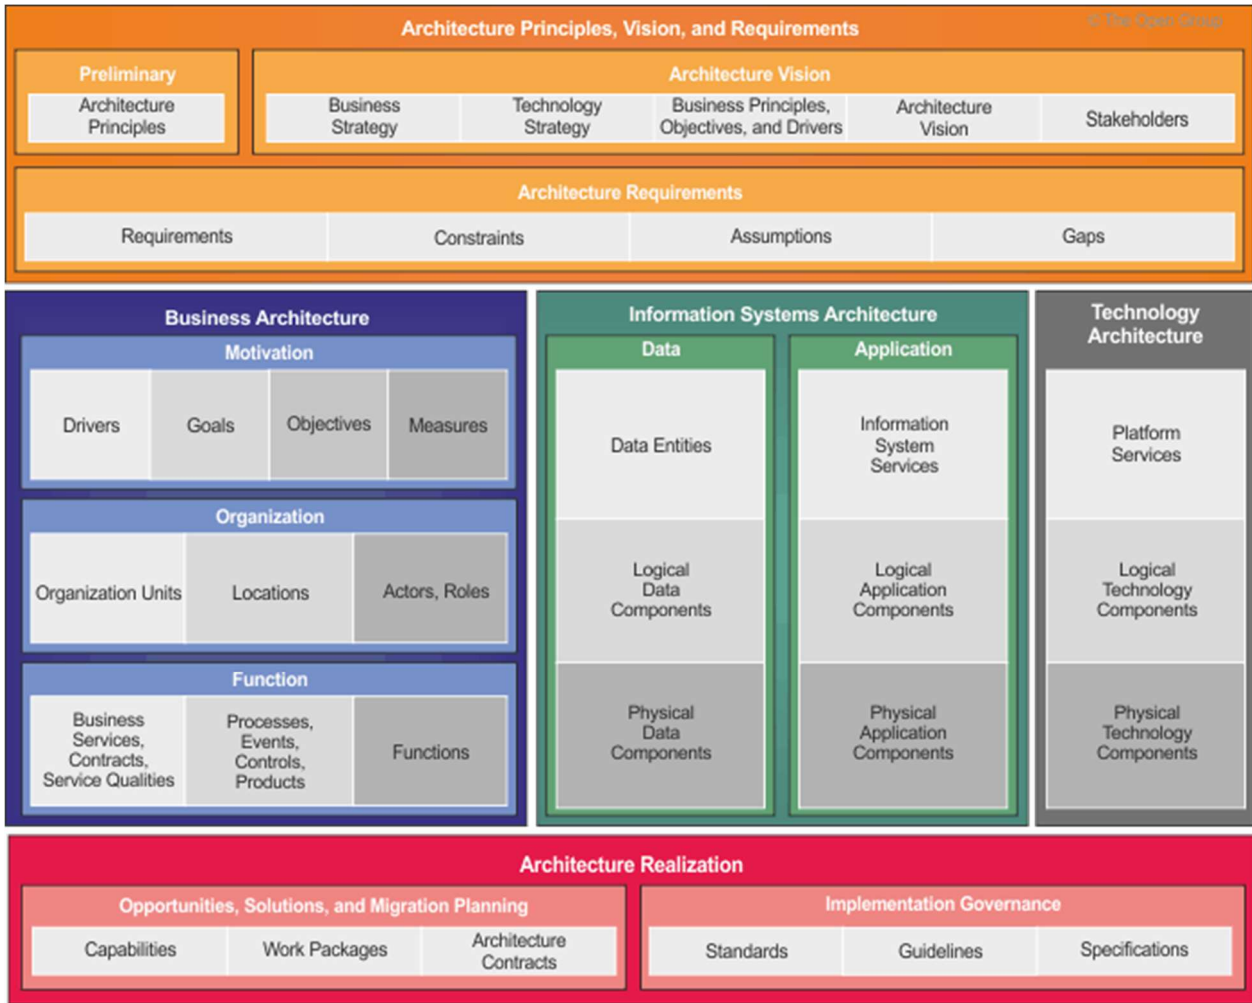 © The Open Group
Architecture Principles, Vision, and Requirements
Preliminary
Architecture
Principles
Architecture Vision
Business
Strategy
Technology
Strategy
Business Principles,
Objectives, and Drivers
Architecture
Vision
Stakeholders
Architecture Requirements
Requirements
Constraints
Assumptions
Gaps
Business Architecture
Motivation
Drivers
Goals
Objectives
Measures
Organization
Organization Units
Locations
Actors, Roles
Function
Business
Services,
Contracts,
Service Qualities
Processes,
Events,
Controls,
Products
Functions
Information Systems Architecture
Data
Data Entities
Logical
Data
Components
Physical
Data
Components
Application
Information
System
Services
Logical
Application
Components
Physical
Application
Components
Technology
Architecture
Platform
Services
Logical
Technology
Components
Physical
Technology
Components
Architecture Realization
Opportunities, Solutions, and Migration Planning
Capabilities
Work Packages
Architecture
Contracts
Implementation Governance
Standards
Guidelines
Specifications